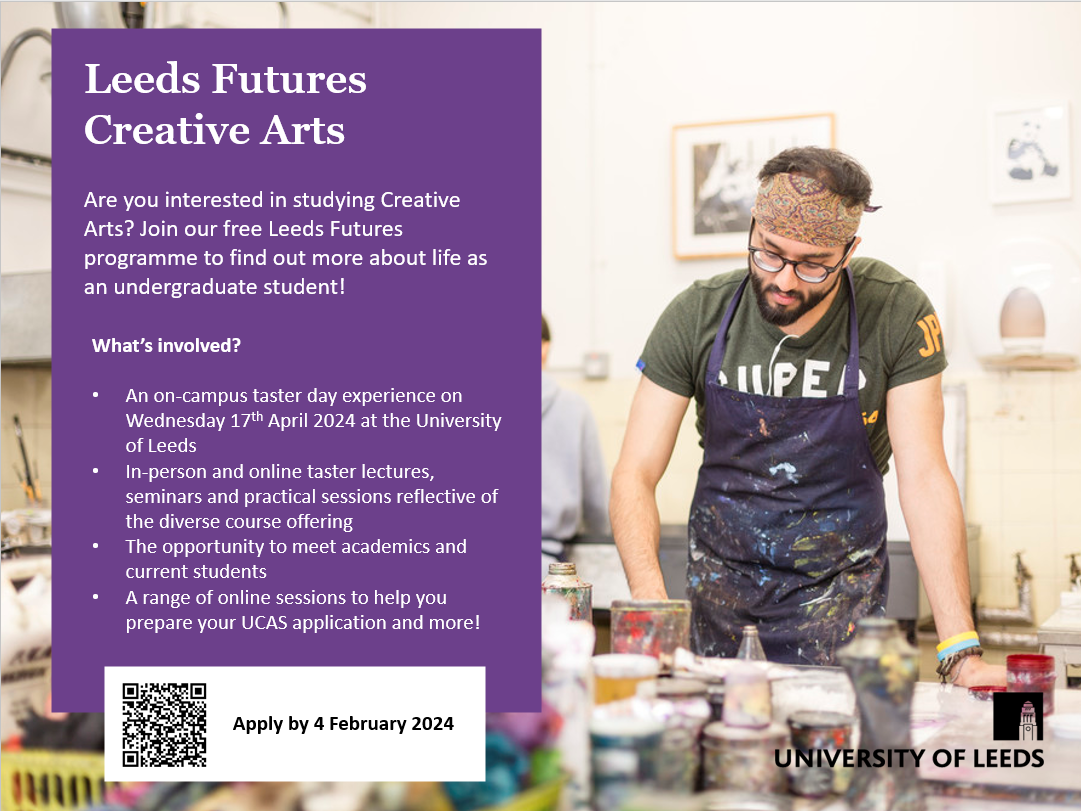 Leeds Futures
Creative Arts
Are you interested in studying Creative
Arts? Join our free Leeds Futures
programme to find out more about life as
an undergraduate student!
What's involved?
• An on-campus taster day experience on
Wednesday 17th April 2024 at the University
of Leeds
• In-person and online taster lectures,
seminars and practical sessions reflective of
the diverse course offering
• The opportunity to meet academics and
current students
• A range of online sessions to help you
prepare your UCAS application and more!
Apply by 4 February 2024
JP
UNIVERSITY OF LEEDS